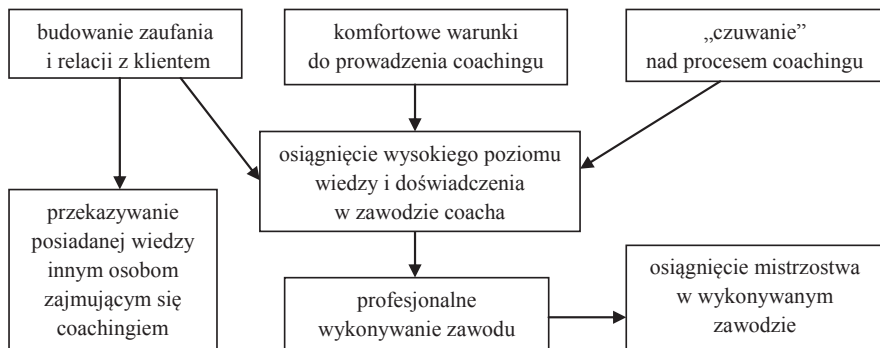 budowanie zaufania
i relacji z klientem
komfortowe warunki
do prowadzenia coachingu
„czuwanie”
nad procesem coachingu
osiągnięcie wysokiego poziomu
wiedzy i doświadczenia
w zawodzie coacha
przekazywanie
posiadanej wiedzy
innym osobom
zajmującym się
coachingiem
profesjonalne
wykonywanie zawodu
osiągnięcie mistrzostwa
w wykonywanym
zawodzie